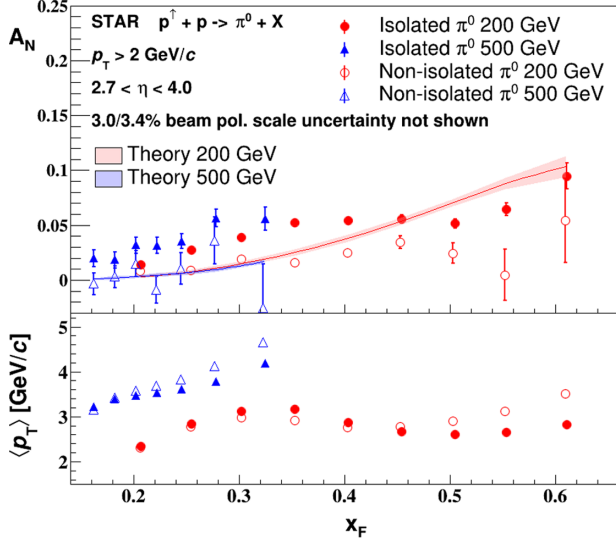 A_N
0.25
0.2
0.15
0.1
0.05
0
STAR p↑ + p -> π⁰ + X
p_T > 2 GeV/c
2.7 < η < 4.0
3.0/3.4% beam pol. scale uncertainty not shown
Isolated π⁰ 200 GeV
Isolated π⁰ 500 GeV
Non-isolated π⁰ 200 GeV
Non-isolated π⁰ 500 GeV
Theory 200 GeV
Theory 500 GeV
⟨p_T⟩ [GeV/c]
5
4
3
2
0.2 0.3 0.4 0.5 0.6
x_F